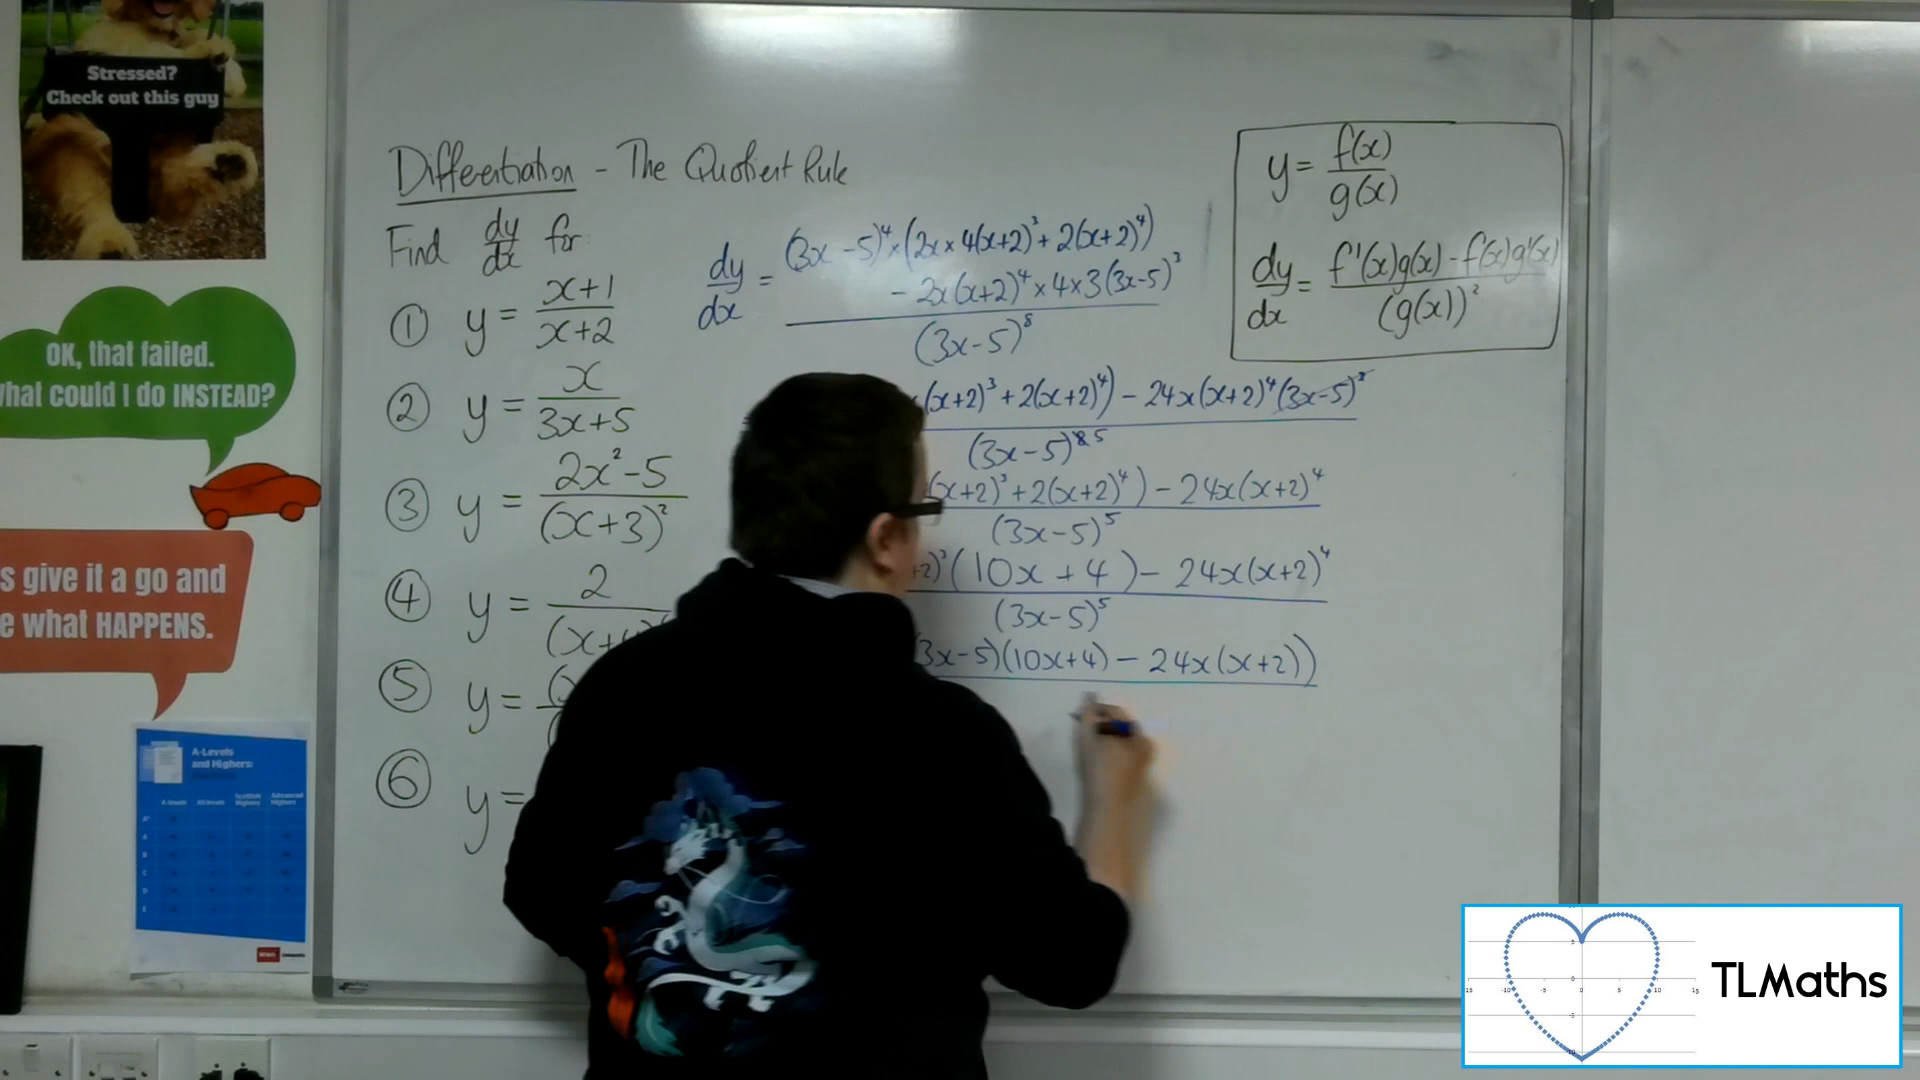 Stressed?
Check out this guy
OK, that failed.
What could I do INSTEAD?
s give it a go and
e what HAPPENS.
A-Levels
and Highers:
Differentiation - The Quotient Rule
Find dy/dx for
① y = (x+1)/(x+2)
② y = x/(3x+5)
③ y = (2x²-5)/(x+3)²
④ y = 2/(x+4)
⑤ y =
⑥ y =
dy/dx = ((3x-5)⁴×(2x×4(x+2)³+2(x+2)⁴)
- 2x(x+2)⁴×4×3(3x-5)³
(3x-5)⁸
(x+2)³+2(x+2)⁴) - 24x(x+2)⁴(3x-5)³
(3x-5)⁸ ⁵
(x+2)³+2(x+2)⁴) - 24x(x+2)⁴
(3x-5)⁵
+2)³(10x+4) - 24x(x+2)⁴
(3x-5)⁵
3x-5)(10x+4) - 24x(x+2))
y = f(x)/g(x)
dy/dx = (f'(x)g(x) - f(x)g'(x))/(g(x))²
TLMaths